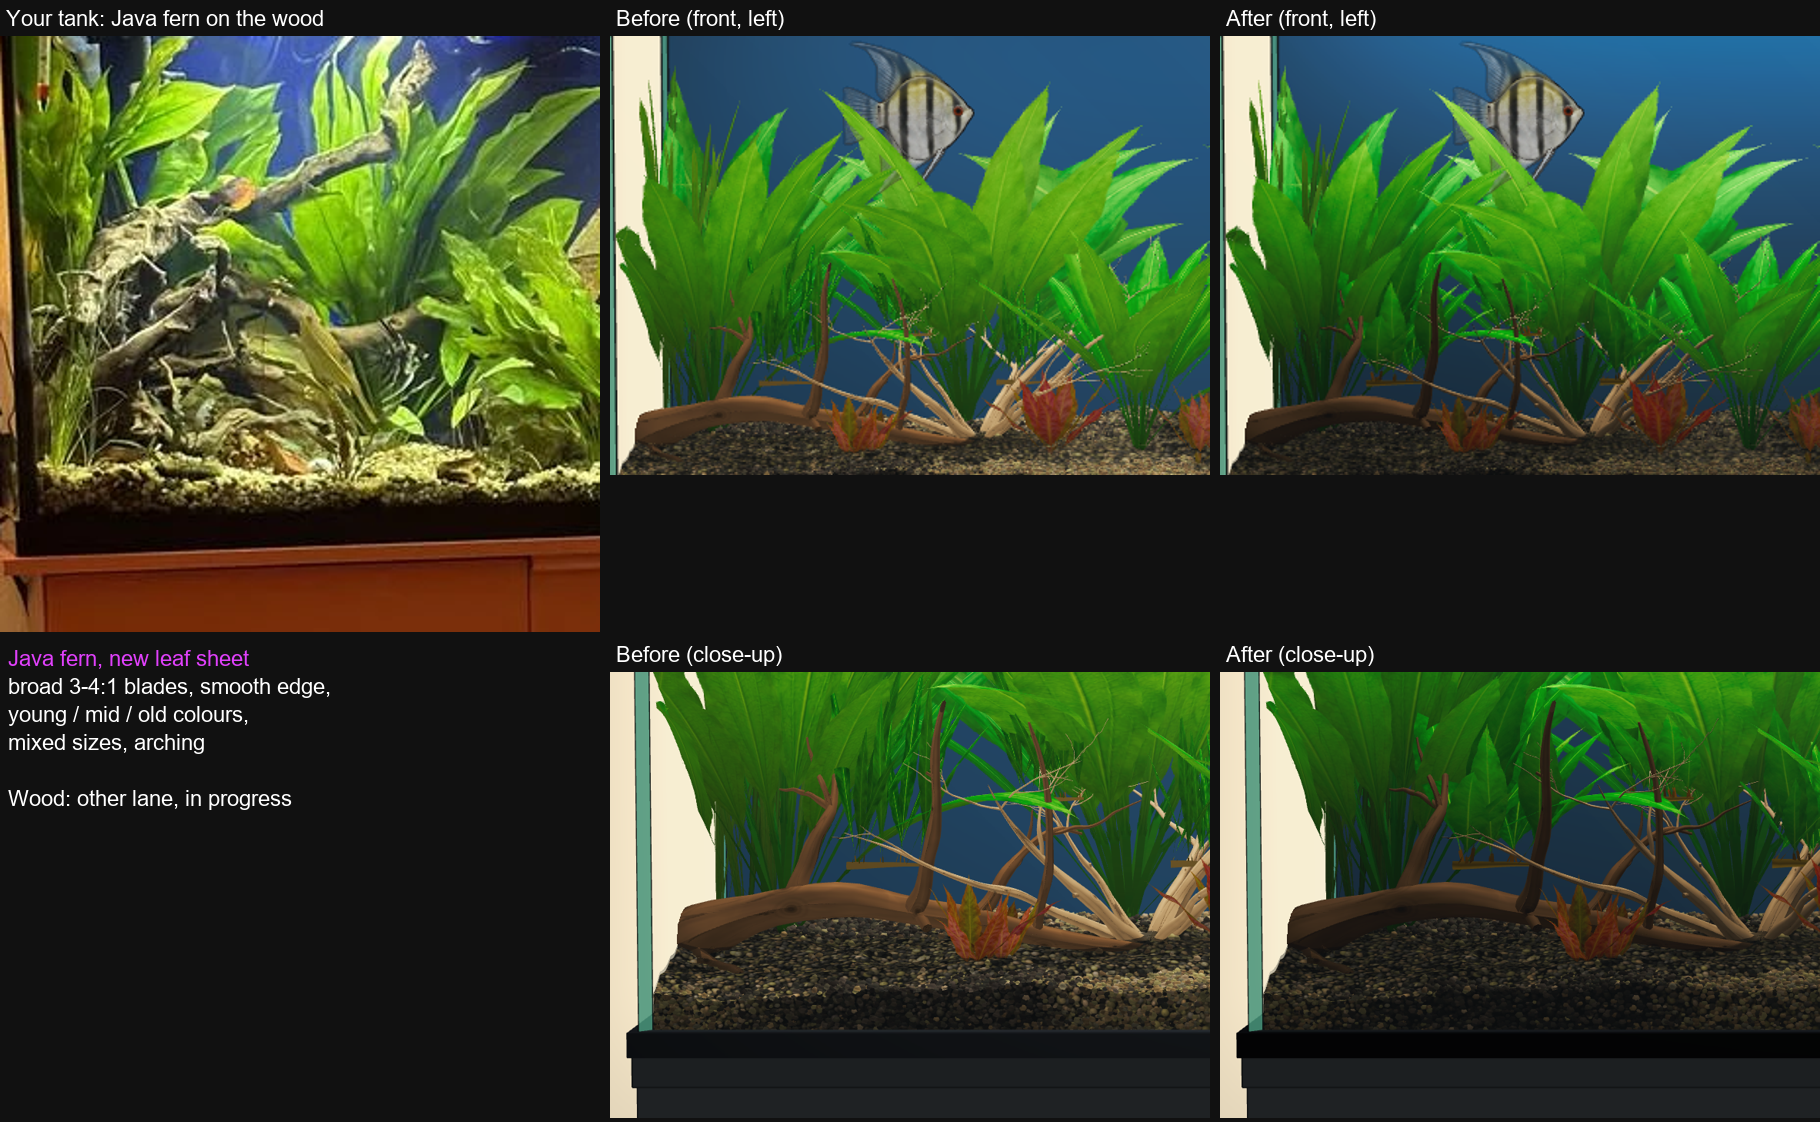 Your tank: Java fern on the wood
Before (front, left)
After (front, left)
Java fern, new leaf sheet
broad 3-4:1 blades, smooth edge,
young / mid / old colours,
mixed sizes, arching
Wood: other lane, in progress
Before (close-up)
After (close-up)